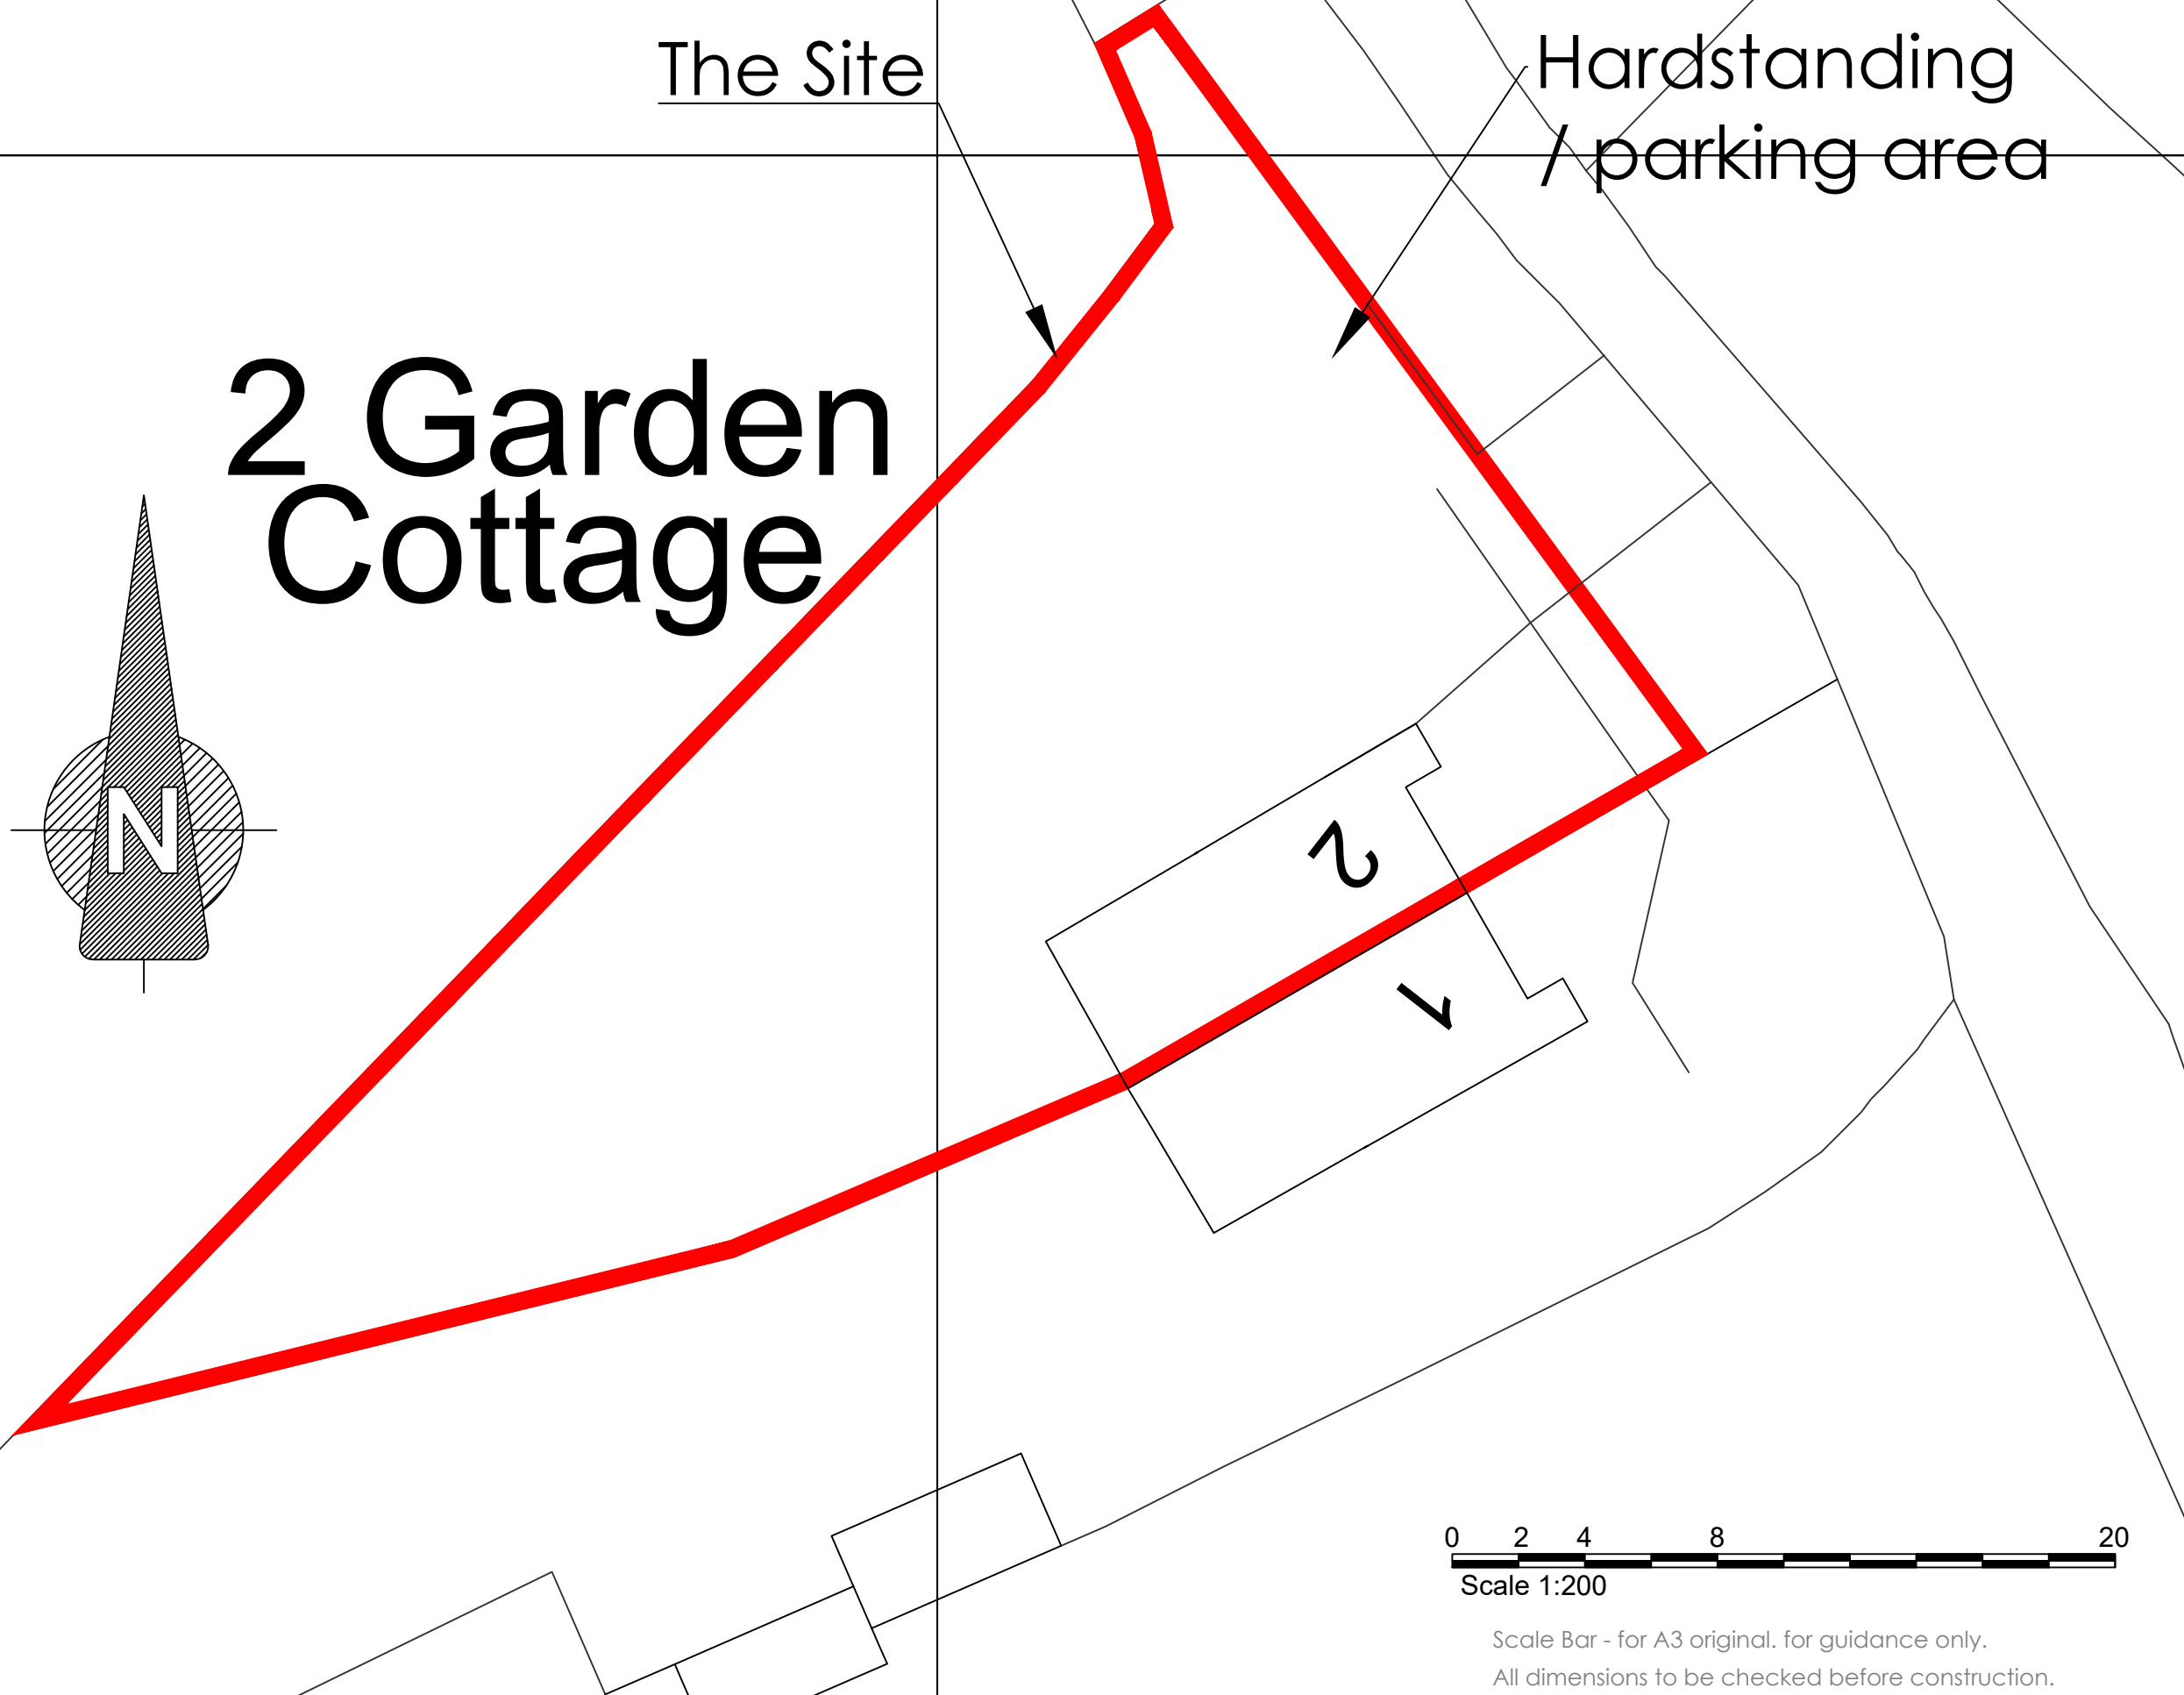 The Site
Hardstanding
/ parking area
2 Garden
Cottage
N
2
1
0 2 4 8 20
Scale 1:200
Scale Bar - for A3 original. for guidance only.
All dimensions to be checked before construction.